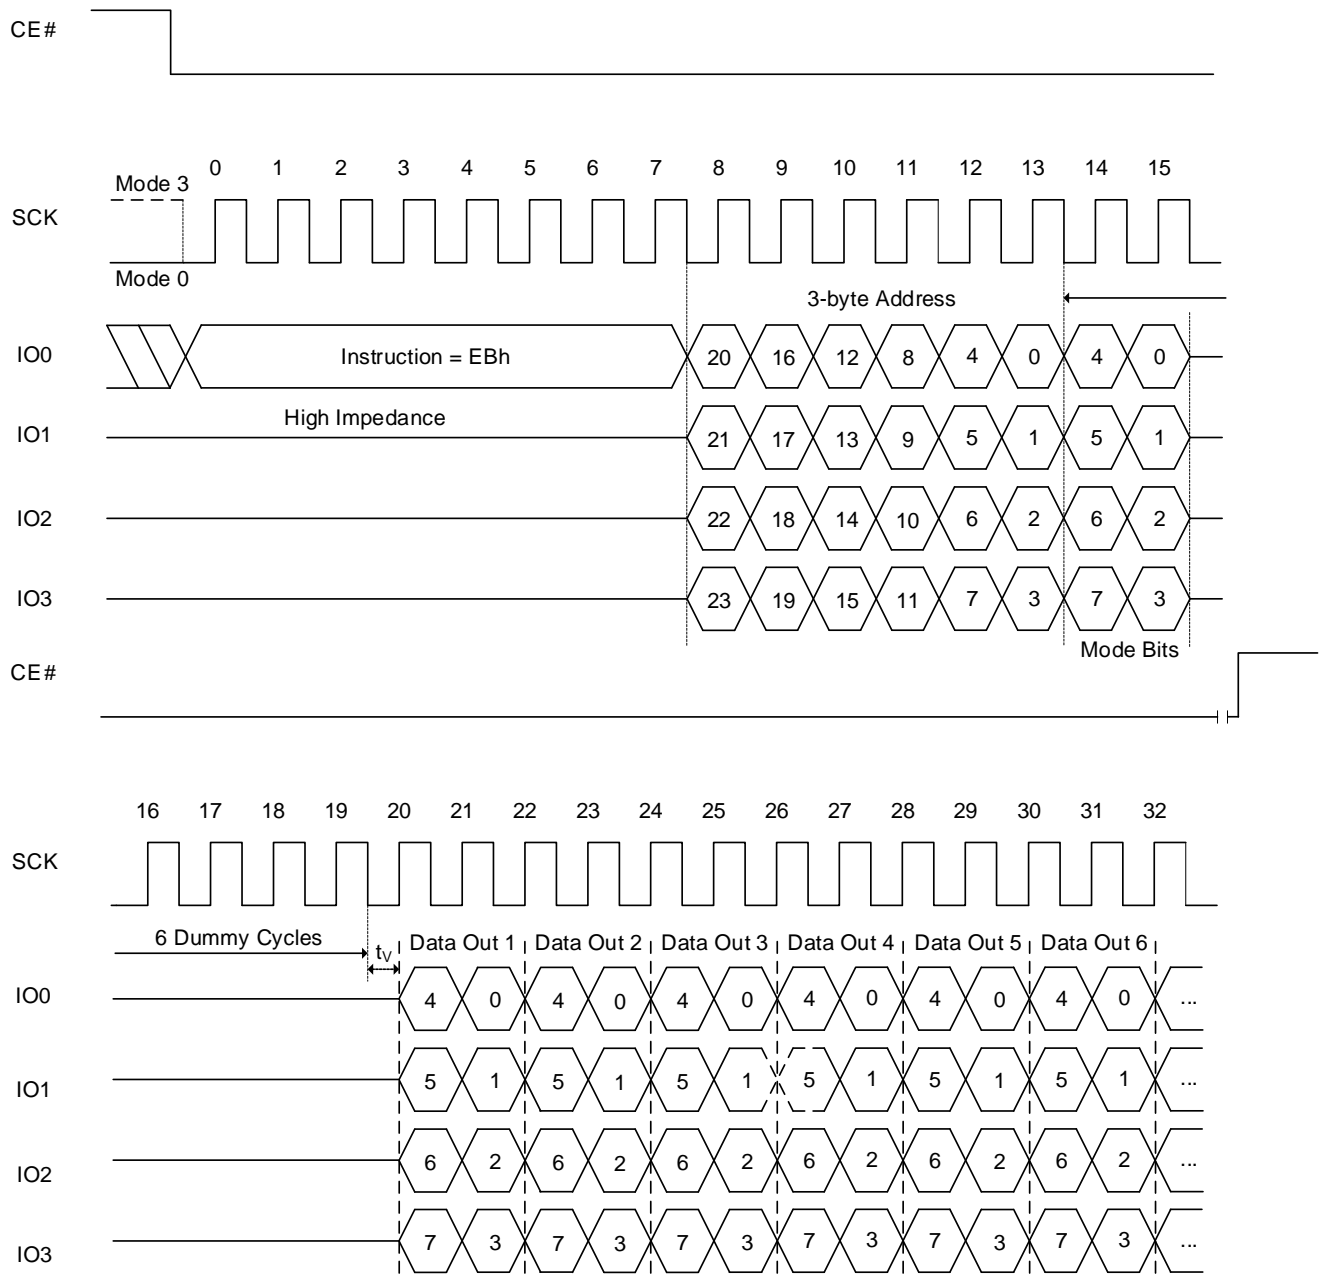 CE#
0 1 2 3 4 5 6 7 8 9 10 11 12 13 14 15
Mode 3
SCK
Mode 0
3-byte Address
IO0 Instruction = EBh 20 16 12 8 4 0 4 0
High Impedance
IO1 21 17 13 9 5 1 5 1
IO2 22 18 14 10 6 2 6 2
IO3 23 19 15 11 7 3 7 3
Mode Bits
CE#
16 17 18 19 20 21 22 23 24 25 26 27 28 29 30 31 32
SCK
6 Dummy Cycles tV Data Out 1 Data Out 2 Data Out 3 Data Out 4 Data Out 5 Data Out 6
IO0 4 0 4 0 4 0 4 0 4 0 4 0 ...
IO1 5 1 5 1 5 1 5 1 5 1 5 1 ...
IO2 6 2 6 2 6 2 6 2 6 2 6 2 ...
IO3 7 3 7 3 7 3 7 3 7 3 7 3 ...